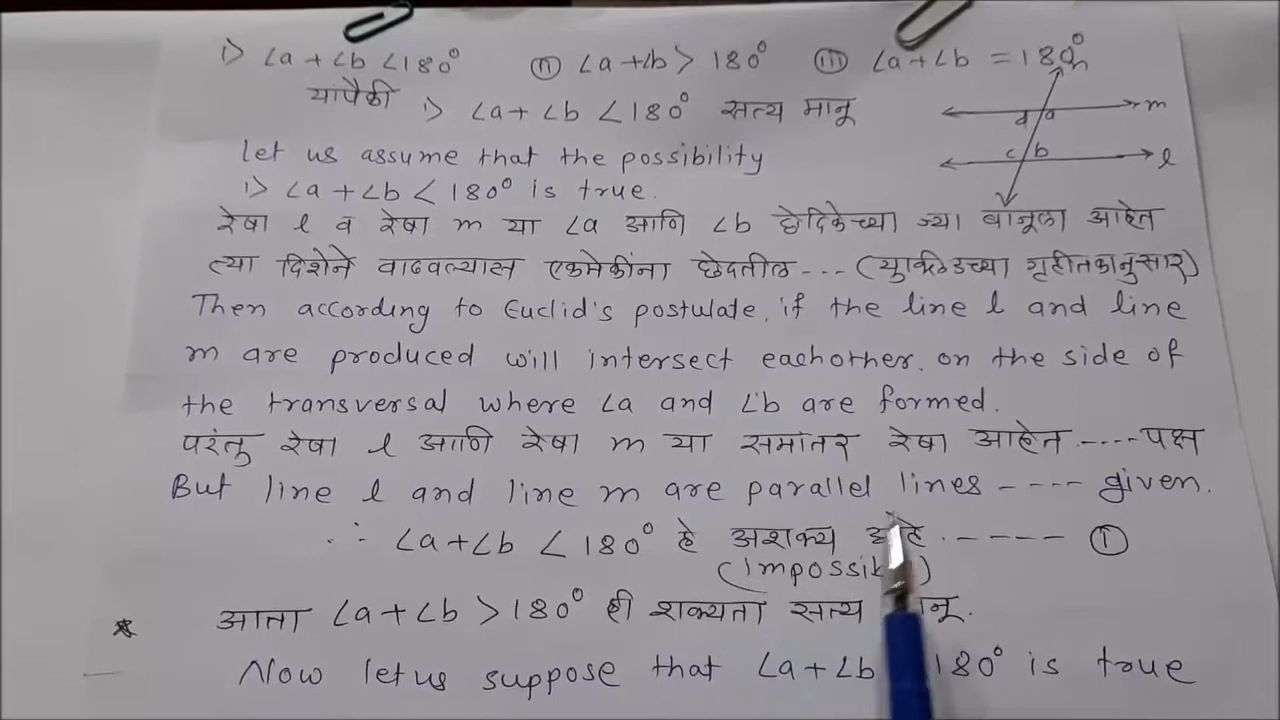 i> ∠a + ∠b < 180° ⓘⓘ ∠a + ∠b > 180° ⓘⓘⓘ ∠a + ∠b = 180°
यापैकी i> ∠a + ∠b < 180° सत्य मानू
n
m
d a
c b
l
let us assume that the possibility
i> ∠a + ∠b < 180° is true.
रेषा l व रेषा m या ∠a आणि ∠b छेदिकेच्या ज्या बाजूला आहेत
त्या दिशेने वाढवल्यास एकमेकींना छेदतील --- (युक्लिडच्या गृहीतकानुसार)
Then according to Euclid's postulate, if the line l and line
m are produced will intersect eachother. on the side of
the transversal where ∠a and ∠b are formed.
परंतु रेषा l आणि रेषा m या समांतर रेषा आहेत ---- पक्ष
But line l and line m are parallel lines ---- given.
∴ ∠a + ∠b < 180° हे अशक्य आहे. ----- ⓘ
* आता ∠a + ∠b > 180° ही शक्यता सत्य
Now let us suppose that ∠a + ∠b 180° is true